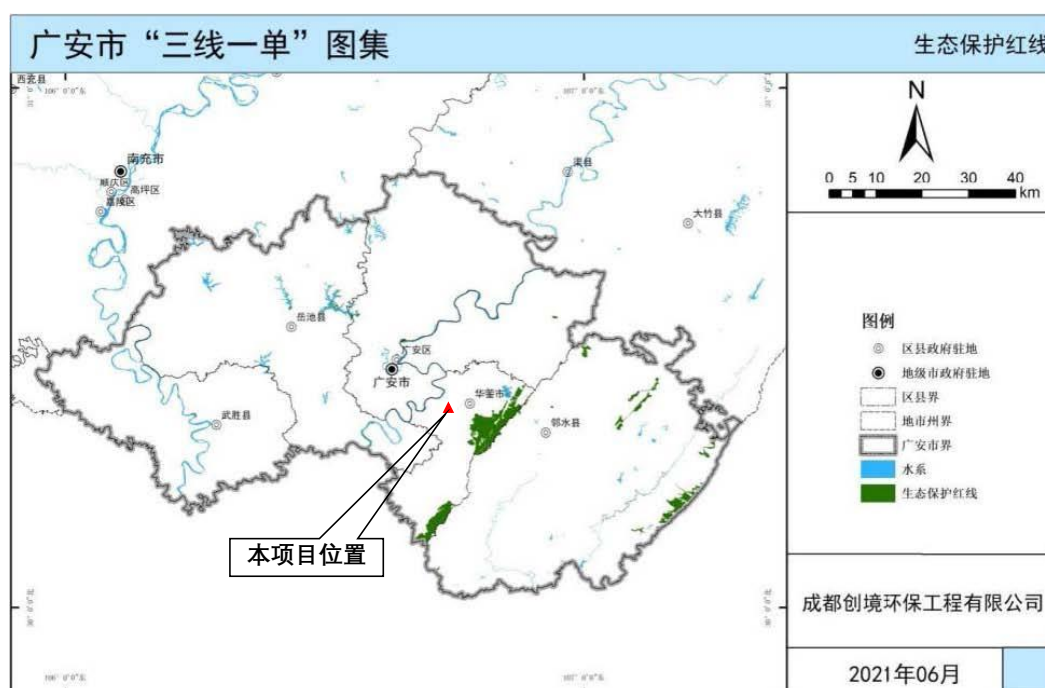 广安市“三线一单”图集
生态保护红线
N
0 5 10 20 30 40
km
西充县
南充市
顺庆区
高坪区
嘉陵区
渠县
大竹县
岳池县
广安区
广安市
华蓥市
武胜县
邻水县
本项目位置
图例
区县政府驻地
地级市政府驻地
区县界
地市州界
广安市界
水系
生态保护红线
成都创境环保工程有限公司
2021年06月